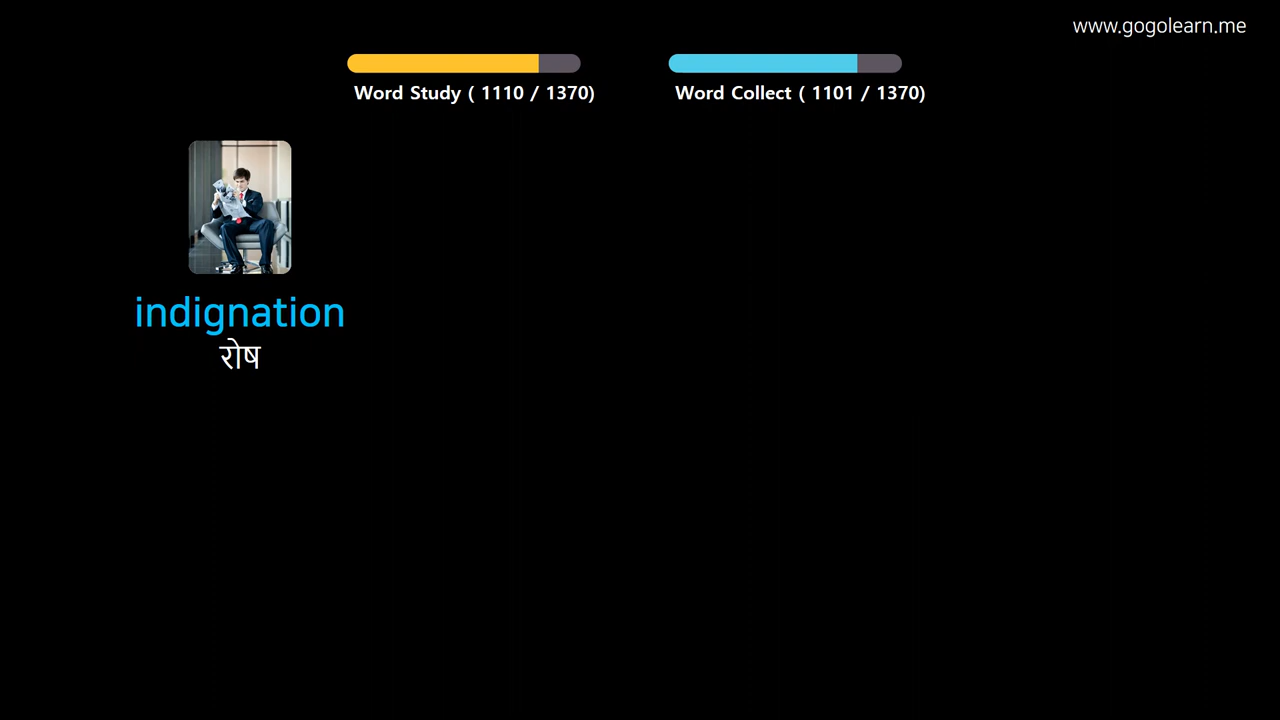 www.gogolearn.me
Word Study ( 1110 / 1370)
Word Collect ( 1101 / 1370)
indignation
रोष